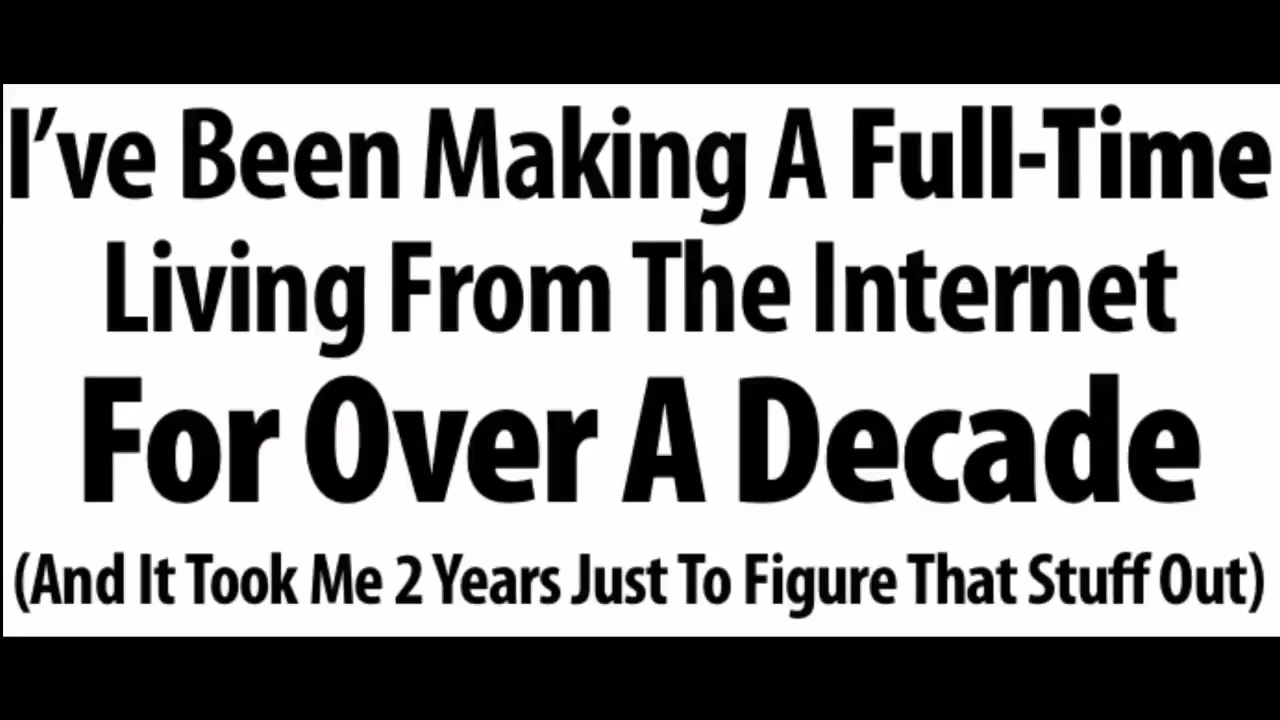 I’ve Been Making A Full-Time
Living From The Internet
For Over A Decade
(And It Took Me 2 Years Just To Figure That Stuff Out)